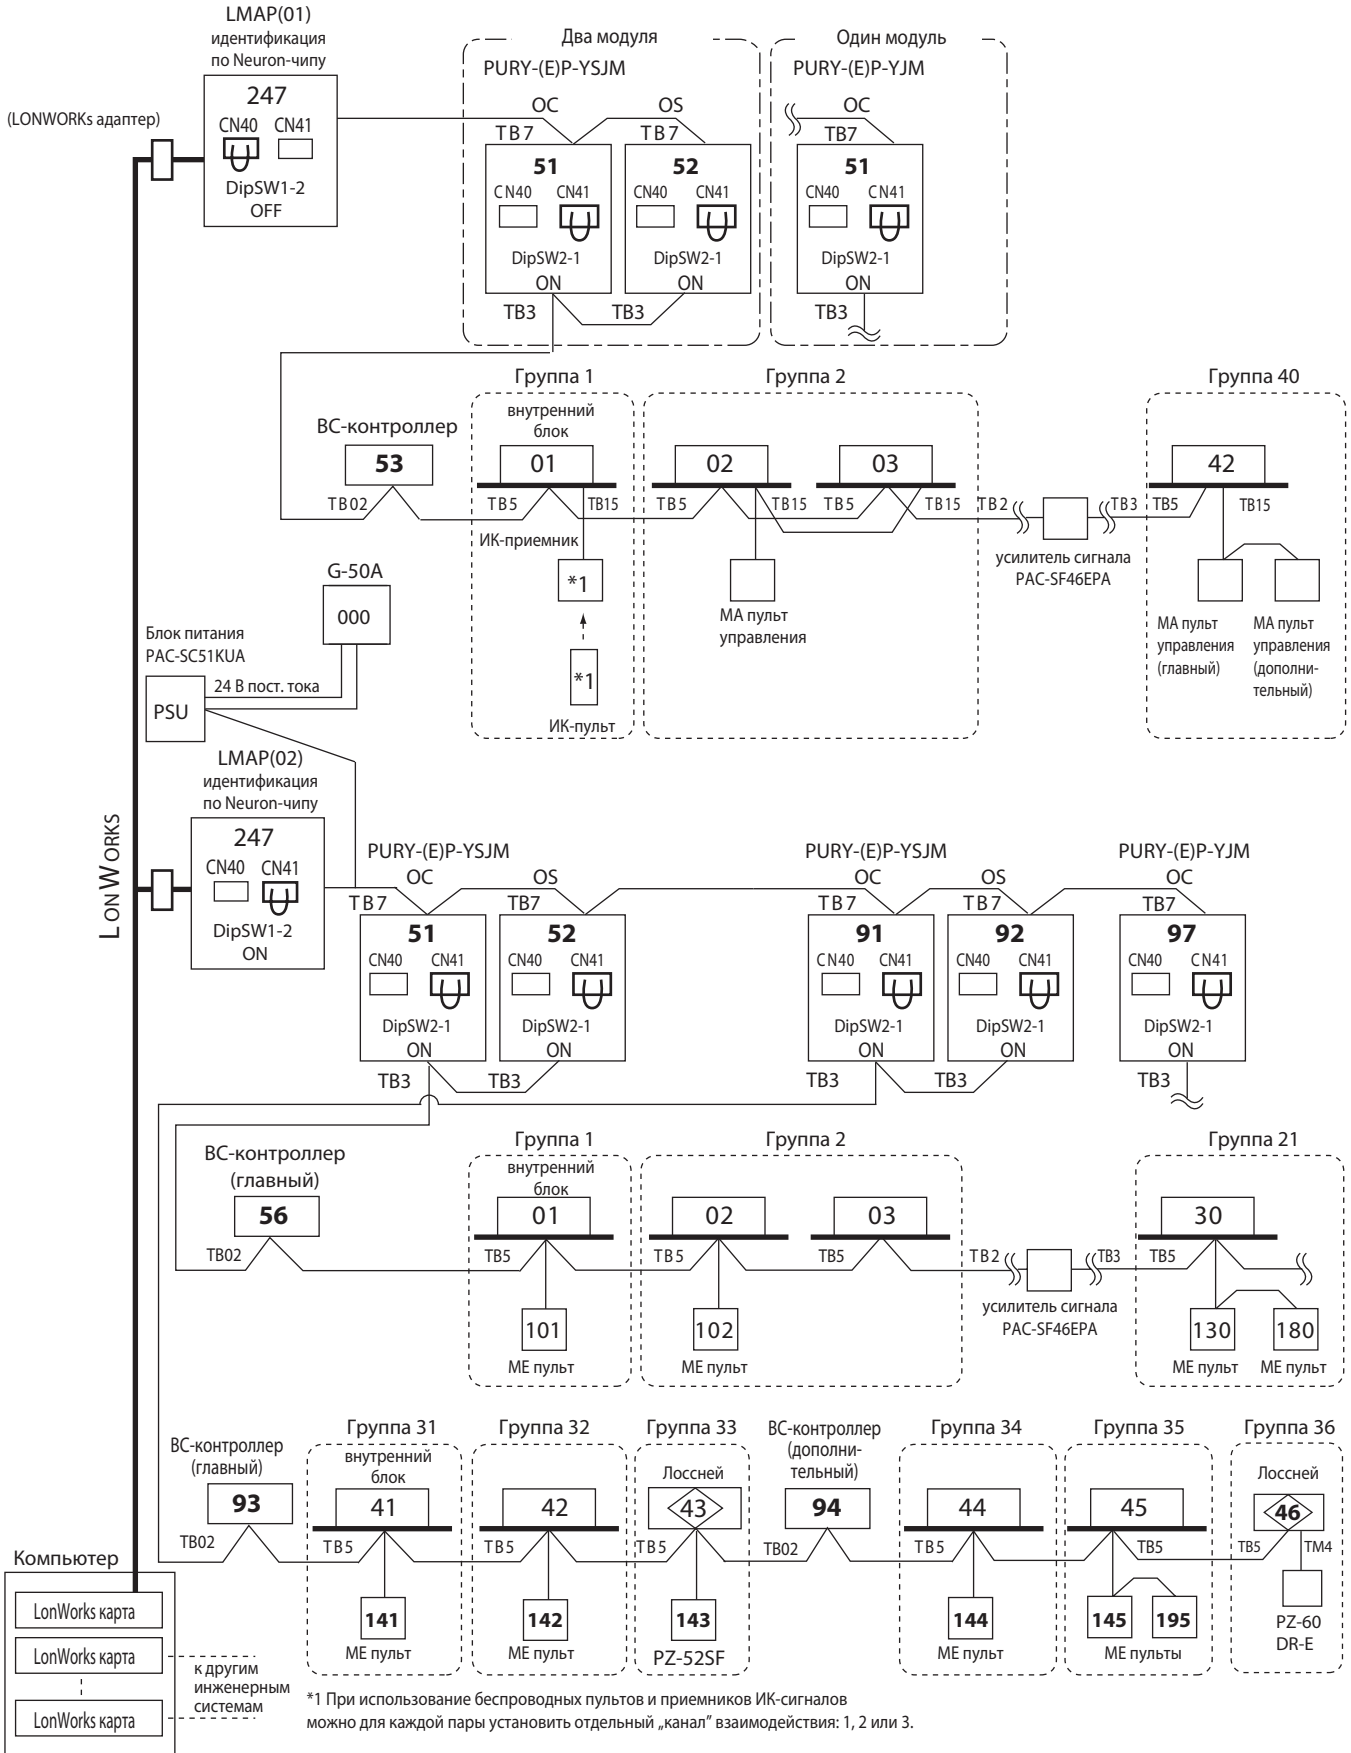 LMAP(01)
идентификация
по Neuron-чипу
247
CN40 CN41
DipSW1-2
OFF
(LONWORKs адаптер)
Два модуля
PURY-(E)P-YSJM
OC OS
TB7 TB7
51
CN40 CN41
DipSW2-1
ON
52
CN40 CN41
DipSW2-1
ON
TB3 TB3
Один модуль
PURY-(E)P-YJM
OC
TB7
51
CN40 CN41
DipSW2-1
ON
TB3
BC-контроллер
53
TB02
Группа 1
внутренний
блок
01
TB5 TB15
ИК-приемник
*1
*1
ИК-пульт
Группа 2
02 03
TB5 TB15 TB5 TB15
МА пульт
управления
TB2 TB3
усилитель сигнала
PAC-SF46EPA
Группа 40
42
TB5 TB15
МА пульт
управления
(главный)
МА пульт
управления
(дополни-
тельный)
G-50A
000
Блок питания
PAC-SC51KUA
24 В пост. тока
PSU
LMAP(02)
идентификация
по Neuron-чипу
247
CN40 CN41
DipSW1-2
ON
LONWORKS
PURY-(E)P-YSJM
OC OS
TB7 TB7
51
CN40 CN41
DipSW2-1
ON
52
CN40 CN41
DipSW2-1
ON
TB3 TB3
PURY-(E)P-YSJM
OC OS
TB7 TB7
91
CN40 CN41
DipSW2-1
ON
92
CN40 CN41
DipSW2-1
ON
TB3 TB3
PURY-(E)P-YJM
OC
TB7
97
CN40 CN41
DipSW2-1
ON
TB3
BC-контроллер
(главный)
56
TB02
Группа 1
внутренний
блок
01
TB5
101
МЕ пульт
Группа 2
02 03
TB5 TB5
102
МЕ пульт
TB2 TB3
усилитель сигнала
PAC-SF46EPA
Группа 21
30
TB5
130 180
МЕ пульт МЕ пульт
BC-контроллер
(главный)
93
TB02
Группа 31
внутренний
блок
41
TB5
141
МЕ пульт
Группа 32
42
TB5
142
МЕ пульт
Группа 33
Лоссней
43
TB5
143
PZ-52SF
BC-контроллер
(дополни-
тельный)
94
TB02
Группа 34
44
TB5
144
МЕ пульт
Группа 35
45
TB5
145 195
МЕ пульты
Группа 36
Лоссней
46
TB5 TM4
PZ-60
DR-E
Компьютер
LonWorks карта
LonWorks карта
LonWorks карта
к другим
инженерным
системам
*1 При использование беспроводных пультов и приемников ИК-сигналов
можно для каждой пары установить отдельный „канал" взаимодействия: 1, 2 или 3.